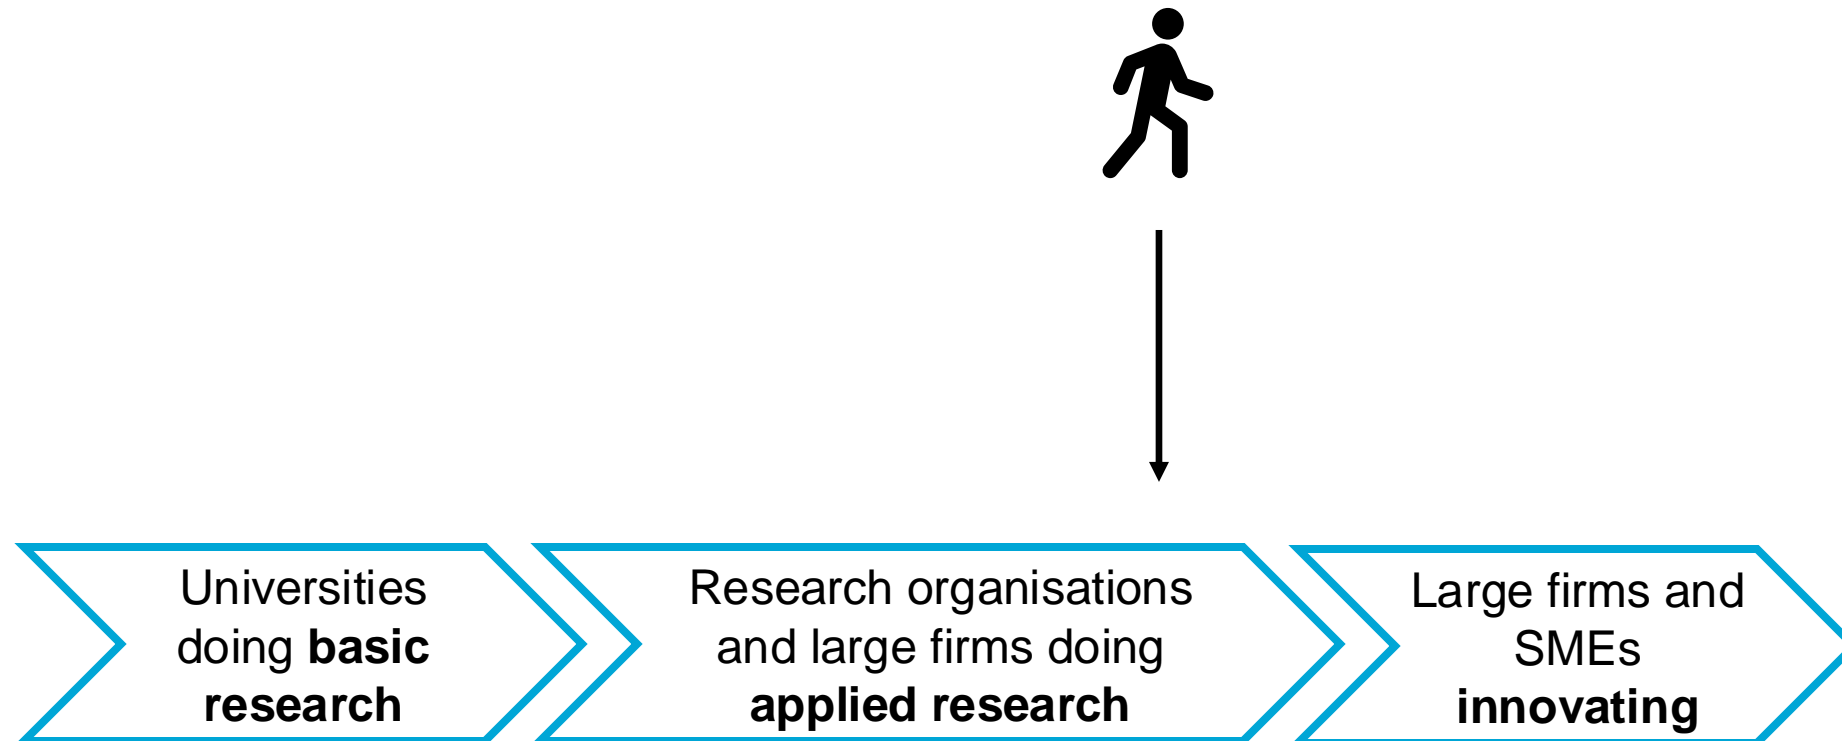 Universities
doing basic
research
Research organisations
and large firms doing
applied research
Large firms and
SMEs
innovating